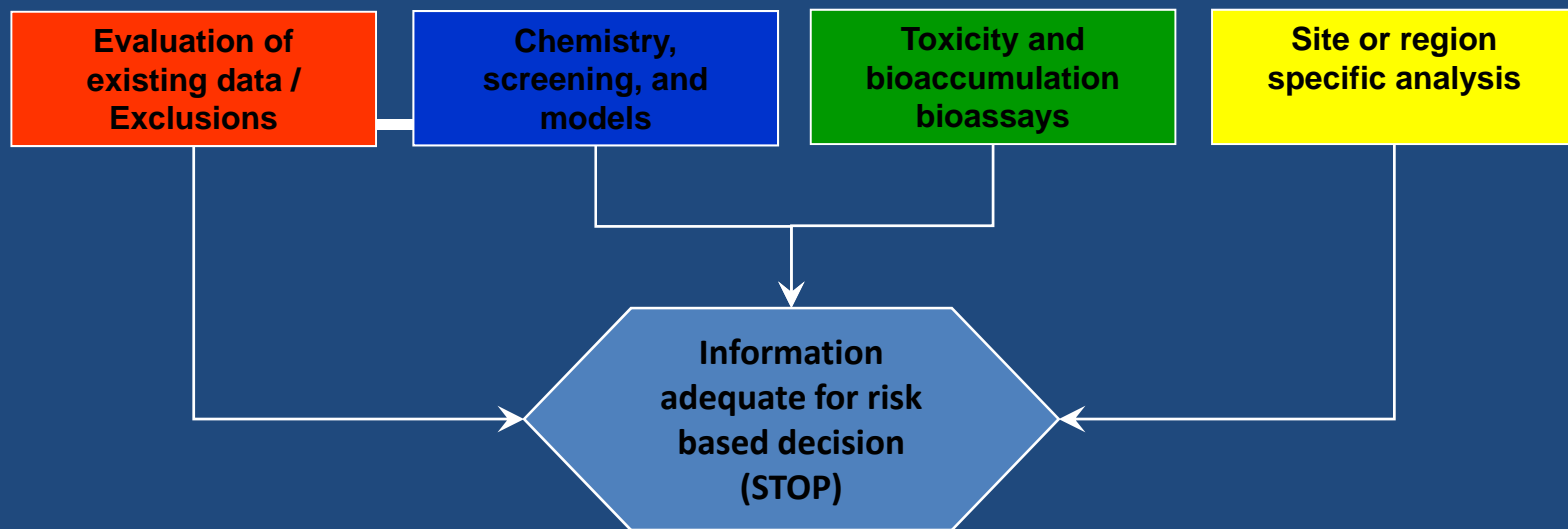 Evaluation of
existing data /
Exclusions
Chemistry,
screening, and
models
Toxicity and
bioaccumulation
bioassays
Site or region
specific analysis
Information
adequate for risk
based decision
(STOP)